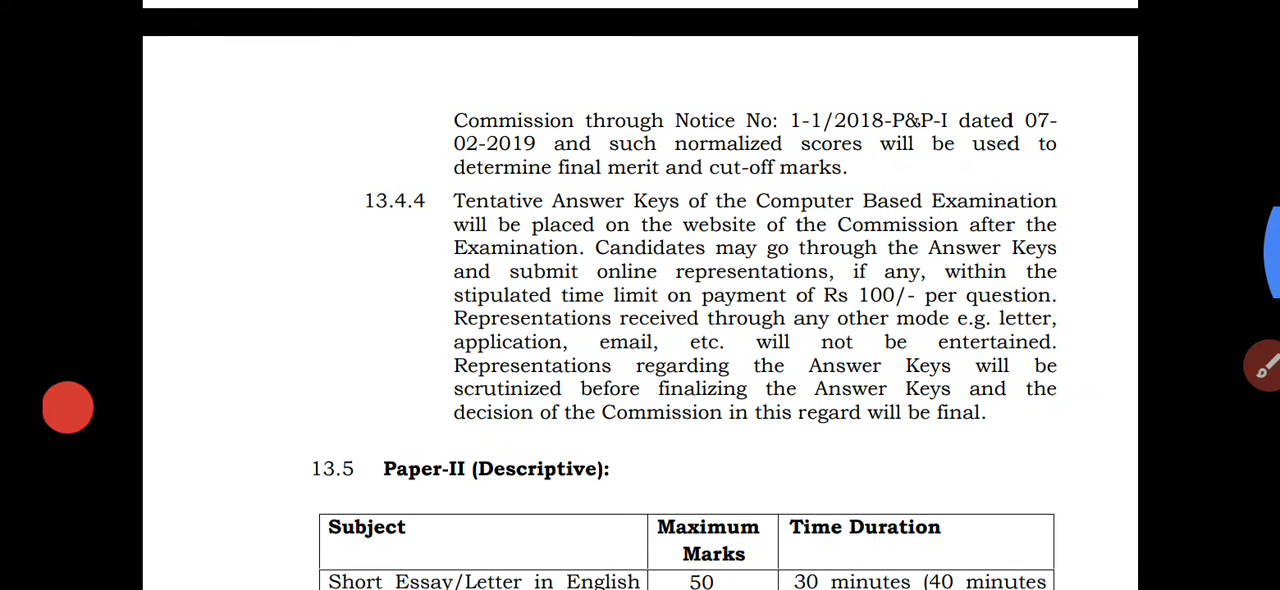 Commission through Notice No: 1-1/2018-P&P-I dated 07-
02-2019 and such normalized scores will be used to
determine final merit and cut-off marks.
13.4.4 Tentative Answer Keys of the Computer Based Examination
will be placed on the website of the Commission after the
Examination. Candidates may go through the Answer Keys
and submit online representations, if any, within the
stipulated time limit on payment of Rs 100/- per question.
Representations received through any other mode e.g. letter,
application, email, etc. will not be entertained.
Representations regarding the Answer Keys will be
scrutinized before finalizing the Answer Keys and the
decision of the Commission in this regard will be final.
13.5 Paper-II (Descriptive):
Subject Maximum Time Duration
Marks
Short Essay/Letter in English 50 30 minutes (40 minutes